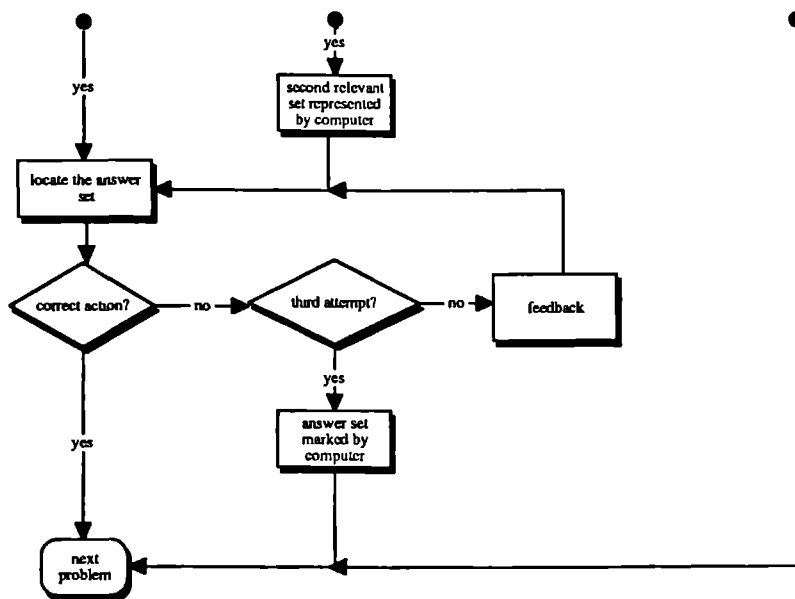 yes
yes
second relevant
set represented
by computer
locate the answer
set
correct action?
no
third attempt?
no
feedback
yes
answer set
marked by
computer
yes
next
problem